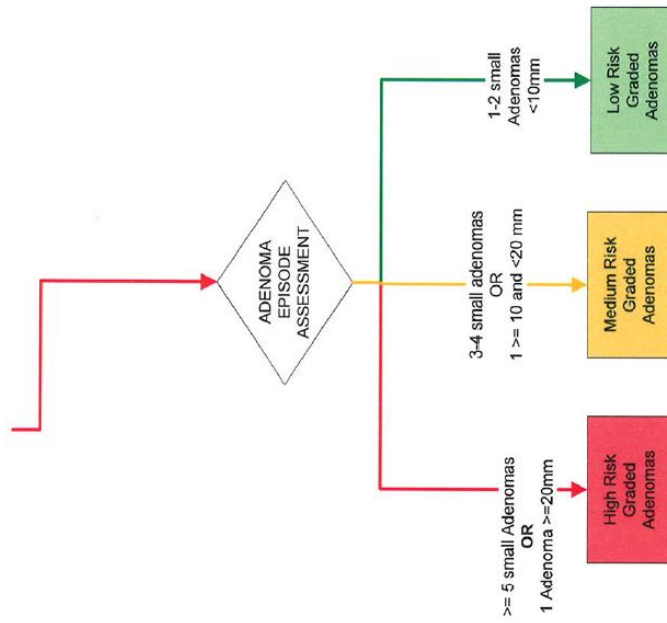 ADENOMA
EPISODE
ASSESSMENT
>= 5 small Adenomas
OR
1 Adenoma >=20mm
3-4 small adenomas
OR
1 >= 10 and <20 mm
1-2 small
Adenomas
<10mm
High Risk
Graded
Adenomas
Medium Risk
Graded
Adenomas
Low Risk
Graded
Adenomas